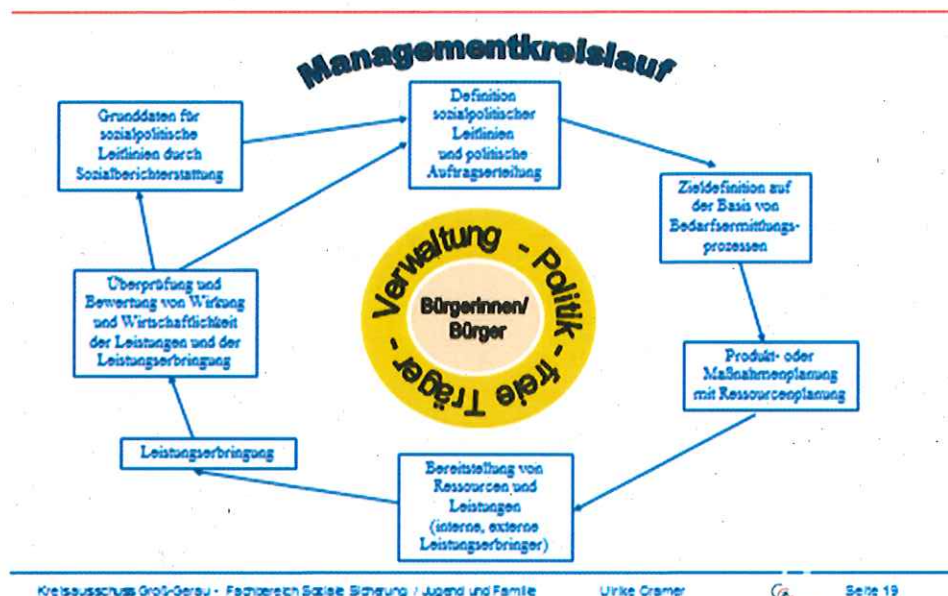 Managementkreislauf
Definition
sozialpolitischer
Leitlinien
und politische
Auftragserteilung
Zieldefinition auf
der Basis von
Bedarfsermittlungs-
prozessen
Produkt- oder
Maßnahmenplanung
mit Ressourcenplanung
Bereitstellung von
Ressourcen und
Leistungen
(interne, externe
Leistungserbringer)
Leistungserbringung
Überprüfung und
Bewertung von Wirkung
und Wirtschaftlichkeit
der Leistungen und der
Leistungserbringung
Grunddaten für
sozialpolitische
Leitlinien durch
Sozialberichterstattung
Verwaltung - Politik - freie Träger -
Bürgerinnen/
Bürger
Kreisausschuss Groß-Gerau - Fachbereich Soziale Sicherung / Jugend und Familie Ulrike Cramer Seite 19